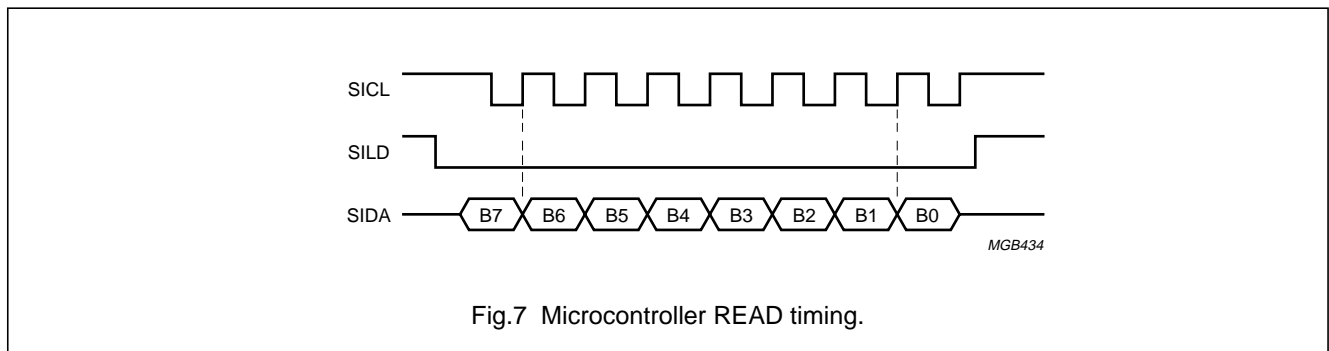 SICL
SILD
SIDA B7 B6 B5 B4 B3 B2 B1 B0
MGB434
Fig.7 Microcontroller READ timing.